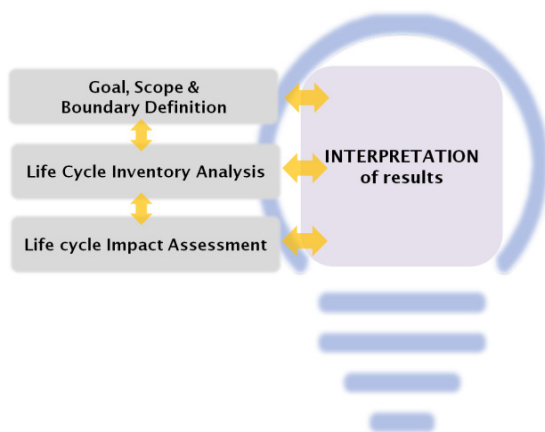 Goal, Scope &
Boundary Definition
Life Cycle Inventory Analysis
Life cycle Impact Assessment
INTERPRETATION
of results